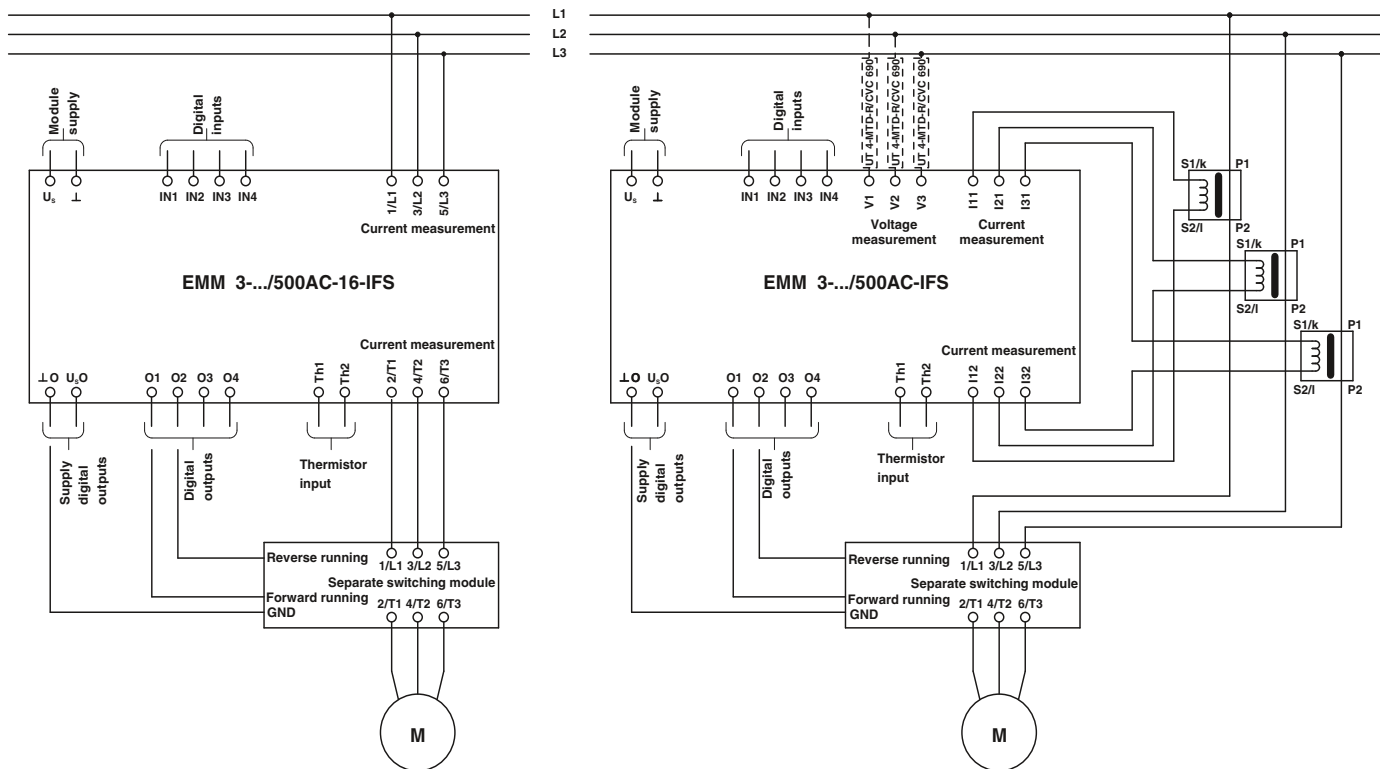 L1
L2
L3
Module supply
Digital inputs
Us ⊥
IN1 IN2 IN3 IN4
1/L1 3/L2 5/L3
Current measurement
EMM 3-.../500AC-16-IFS
Current measurement
⊥O UsO
O1 O2 O3 O4
Th1 Th2
2/T1 4/T2 6/T3
Supply digital outputs
Digital outputs
Thermistor input
Reverse running
1/L1 3/L2 5/L3
Separate switching module
Forward running
GND
2/T1 4/T2 6/T3
M
Module supply
Digital inputs
UT 4-MTD-R/CVC 690
UT 4-MTD-R/CVC 690
UT 4-MTD-R/CVC 690
Us ⊥
IN1 IN2 IN3 IN4
V1 V2 V3
I11 I21 I31
Voltage measurement
Current measurement
EMM 3-.../500AC-IFS
Current measurement
⊥O UsO
O1 O2 O3 O4
Th1 Th2
I12 I22 I32
Supply digital outputs
Digital outputs
Thermistor input
S1/k P1
S2/l P2
S1/k P1
S2/l P2
S1/k P1
S2/l P2
Reverse running
1/L1 3/L2 5/L3
Separate switching module
Forward running
GND
2/T1 4/T2 6/T3
M